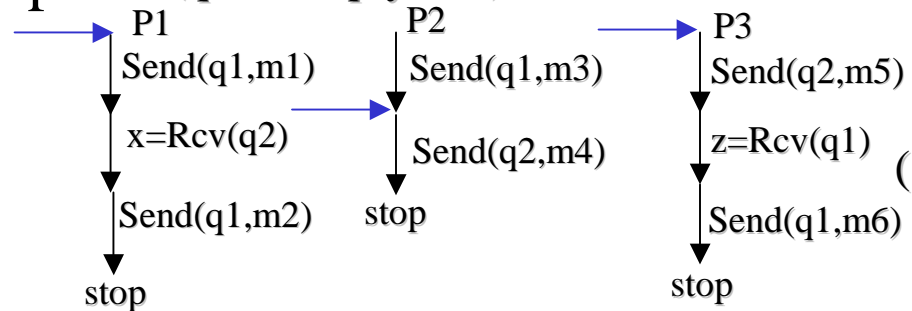 P1
Send(q1,m1)
x=Rcv(q2)
Send(q1,m2)
stop
P2
Send(q1,m3)
Send(q2,m4)
stop
P3
Send(q2,m5)
z=Rcv(q1)
(
Send(q1,m6)
stop